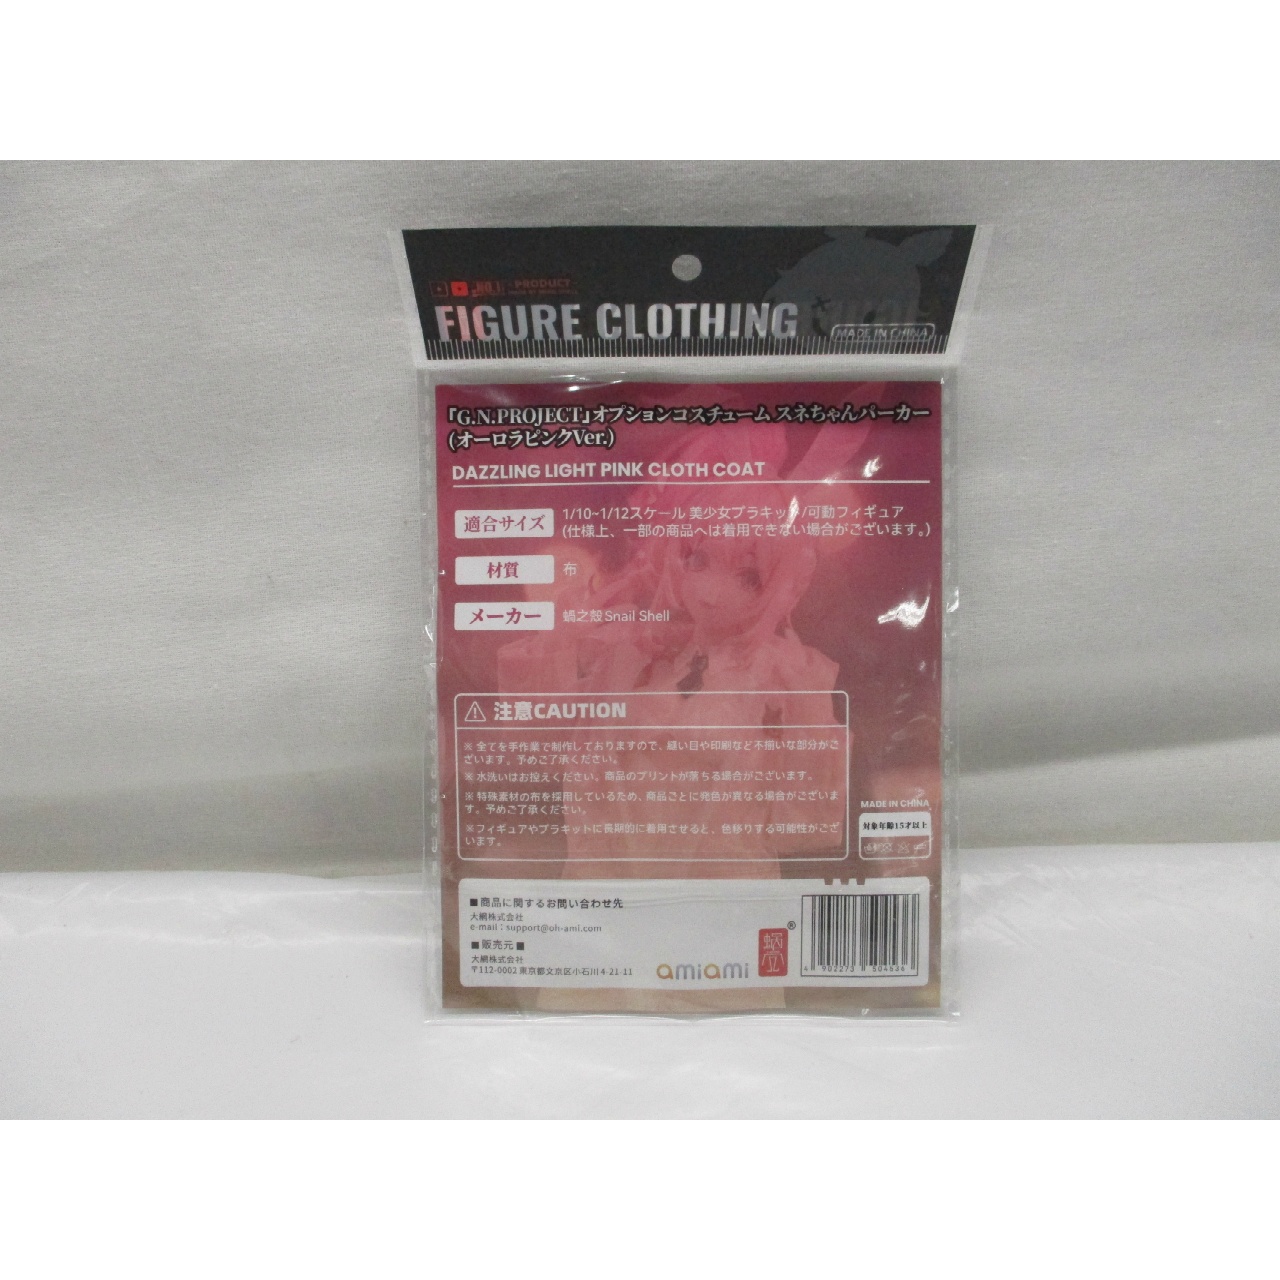 PRODUCT
FIGURE CLOTHING
MADE IN CHINA
「G.N.PROJECT」オプションコスチューム スネちゃんパーカー
(オーロラピンクVer.)
DAZZLING LIGHT PINK CLOTH COAT
適合サイズ
1/10~1/12スケール 美少女プラキット/可動フィギュア
(仕様上、一部の商品へは着用できない場合がございます。)
材質
布
メーカー
蝸之殻Snail Shell
注意CAUTION
※ 全てを手作業で制作しておりますので、縫い目や印刷など不揃いな部分がご
ざいます。予めご了承ください。
※ 水洗いはお控えください。商品のプリントが落ちる場合がございます。
※ 特殊素材の布を採用しているため、商品ごとに発色が異なる場合がございま
す。予めご了承ください。
※フィギュアやプラキットに長期的に着用させると、色移りする可能性がござ
います。
MADE IN CHINA
対象年齢15才以上
■商品に関するお問い合わせ先
大網株式会社
e-mail：support@oh-ami.com
■販売元■
大網株式会社
〒112-0002 東京都文京区小石川 4-21-11
amiami
®
4 902273 504536